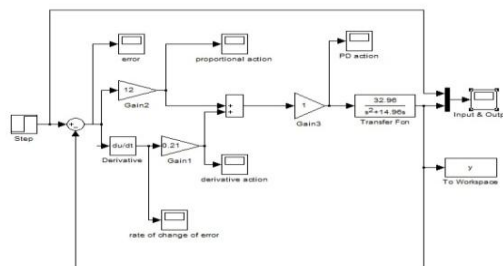 error
proportional action
PD action
12
Gain2
+
+
1
Gain3
32.96
s²+14.96s
Transfer Fcn
Input & Outp
Step
du/dt
Derivative
0.21
Gain1
derivative action
y
To Workspace
rate of change of error